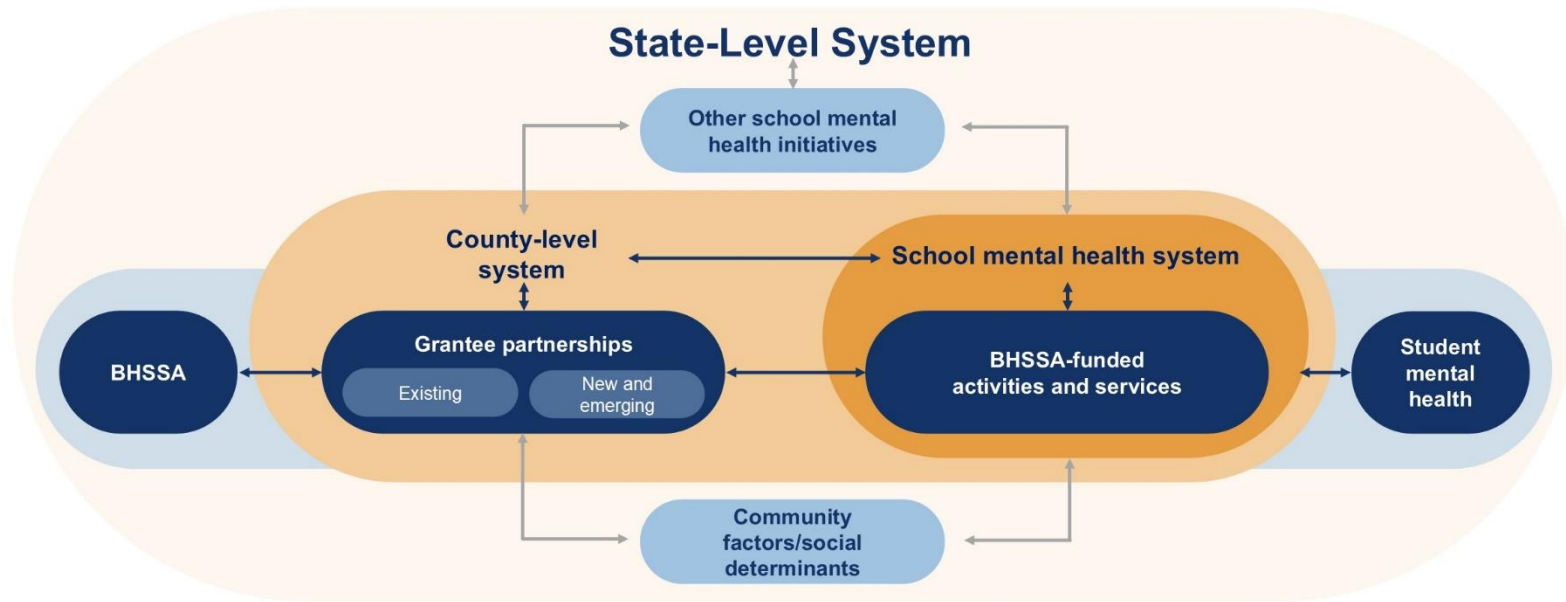 State-Level System
Other school mental
health initiatives
County-level
system
School mental health system
BHSSA
Grantee partnerships
Existing
New and
emerging
BHSSA-funded
activities and services
Student
mental
health
Community
factors/social
determinants